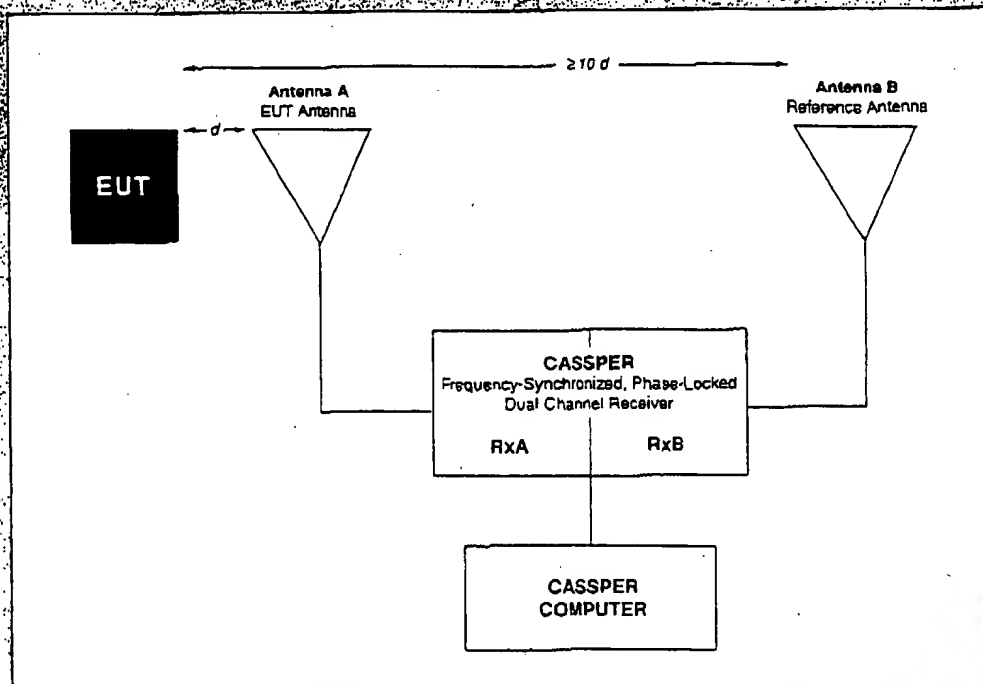 ≥10 d
Antenna A
EUT Antenna
Antenna B
Reference Antenna
d
EUT
CASSPER
Frequency-Synchronized, Phase-Locked
Dual Channel Receiver
RxA
RxB
CASSPER
COMPUTER